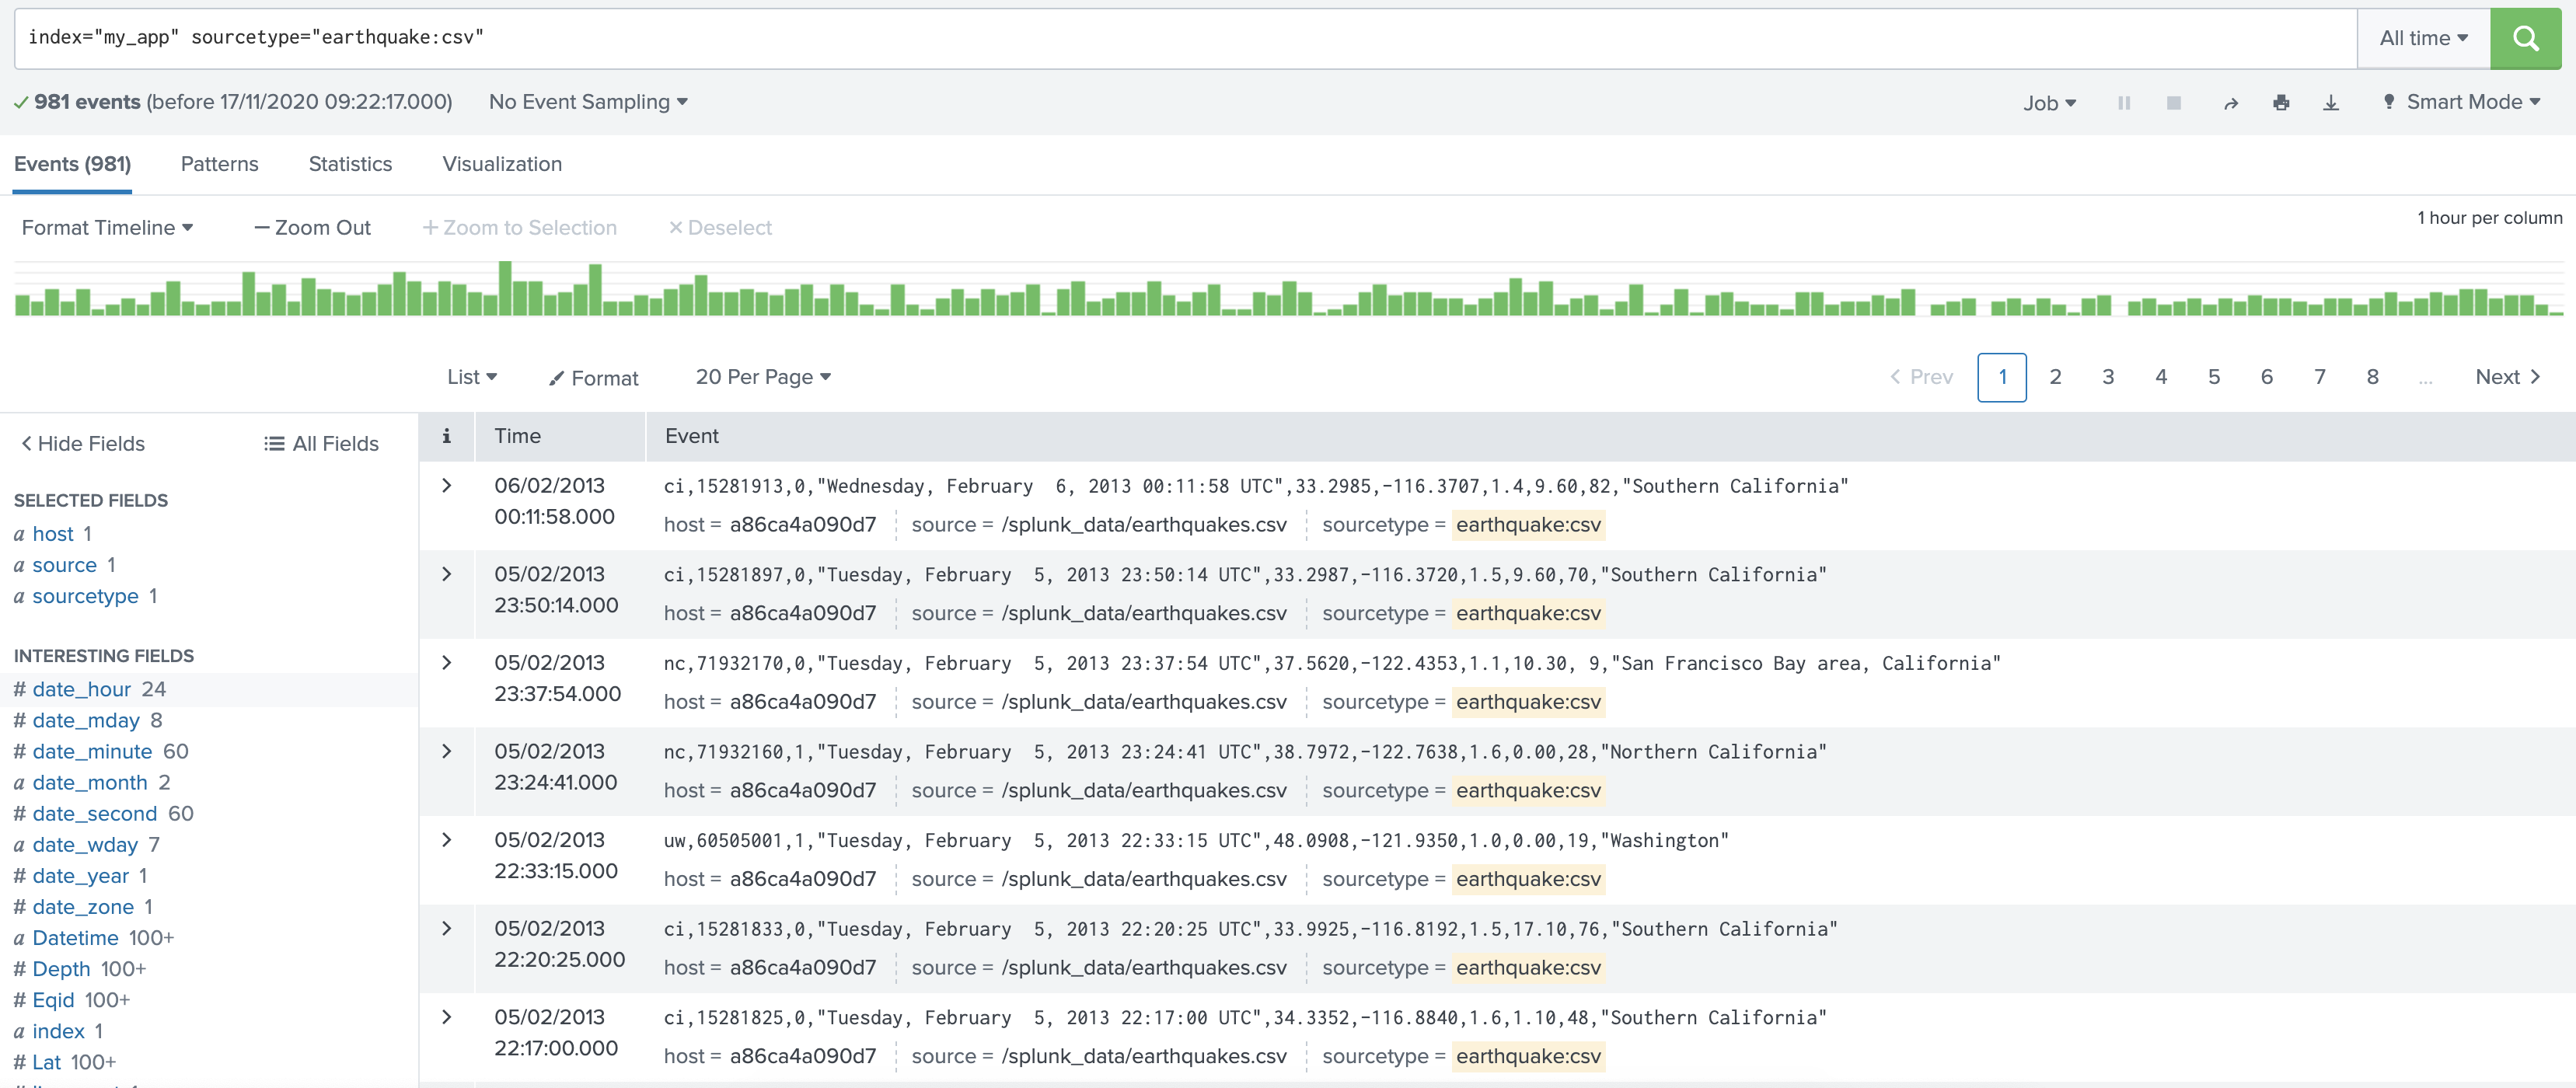 index="my_app" sourcetype="earthquake:csv"
All time
981 events (before 17/11/2020 09:22:17.000) No Event Sampling
Job Smart Mode
Events (981) Patterns Statistics Visualization
Format Timeline — Zoom Out + Zoom to Selection × Deselect
1 hour per column
List Format 20 Per Page
< Prev 1 2 3 4 5 6 7 8 ... Next >
< Hide Fields All Fields
SELECTED FIELDS
a host 1
a source 1
a sourcetype 1
INTERESTING FIELDS
# date_hour 24
# date_mday 8
# date_minute 60
a date_month 2
# date_second 60
a date_wday 7
# date_year 1
# date_zone 1
a Datetime 100+
# Depth 100+
# Eqid 100+
a index 1
# Lat 100+
i Time Event
> 06/02/2013 00:11:58.000
ci,15281913,0,"Wednesday, February  6, 2013 00:11:58 UTC",33.2985,-116.3707,1.4,9.60,82,"Southern California"
host = a86ca4a090d7 source = /splunk_data/earthquakes.csv sourcetype = earthquake:csv
> 05/02/2013 23:50:14.000
ci,15281897,0,"Tuesday, February  5, 2013 23:50:14 UTC",33.2987,-116.3720,1.5,9.60,70,"Southern California"
host = a86ca4a090d7 source = /splunk_data/earthquakes.csv sourcetype = earthquake:csv
> 05/02/2013 23:37:54.000
nc,71932170,0,"Tuesday, February  5, 2013 23:37:54 UTC",37.5620,-122.4353,1.1,10.30, 9,"San Francisco Bay area, California"
host = a86ca4a090d7 source = /splunk_data/earthquakes.csv sourcetype = earthquake:csv
> 05/02/2013 23:24:41.000
nc,71932160,1,"Tuesday, February  5, 2013 23:24:41 UTC",38.7972,-122.7638,1.6,0.00,28,"Northern California"
host = a86ca4a090d7 source = /splunk_data/earthquakes.csv sourcetype = earthquake:csv
> 05/02/2013 22:33:15.000
uw,60505001,1,"Tuesday, February  5, 2013 22:33:15 UTC",48.0908,-121.9350,1.0,0.00,19,"Washington"
host = a86ca4a090d7 source = /splunk_data/earthquakes.csv sourcetype = earthquake:csv
> 05/02/2013 22:20:25.000
ci,15281833,0,"Tuesday, February  5, 2013 22:20:25 UTC",33.9925,-116.8192,1.5,17.10,76,"Southern California"
host = a86ca4a090d7 source = /splunk_data/earthquakes.csv sourcetype = earthquake:csv
> 05/02/2013 22:17:00.000
ci,15281825,0,"Tuesday, February  5, 2013 22:17:00 UTC",34.3352,-116.8840,1.6,1.10,48,"Southern California"
host = a86ca4a090d7 source = /splunk_data/earthquakes.csv sourcetype = earthquake:csv